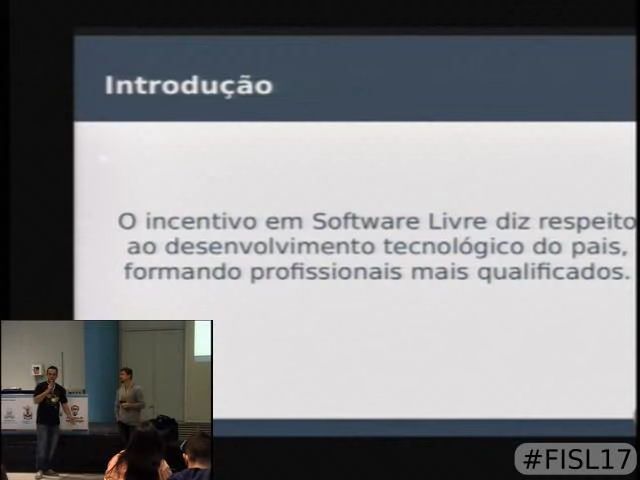 Introdução
O incentivo em Software Livre diz respeito
ao desenvolvimento tecnológico do pais,
formando profissionais mais qualificados.
#FISL17